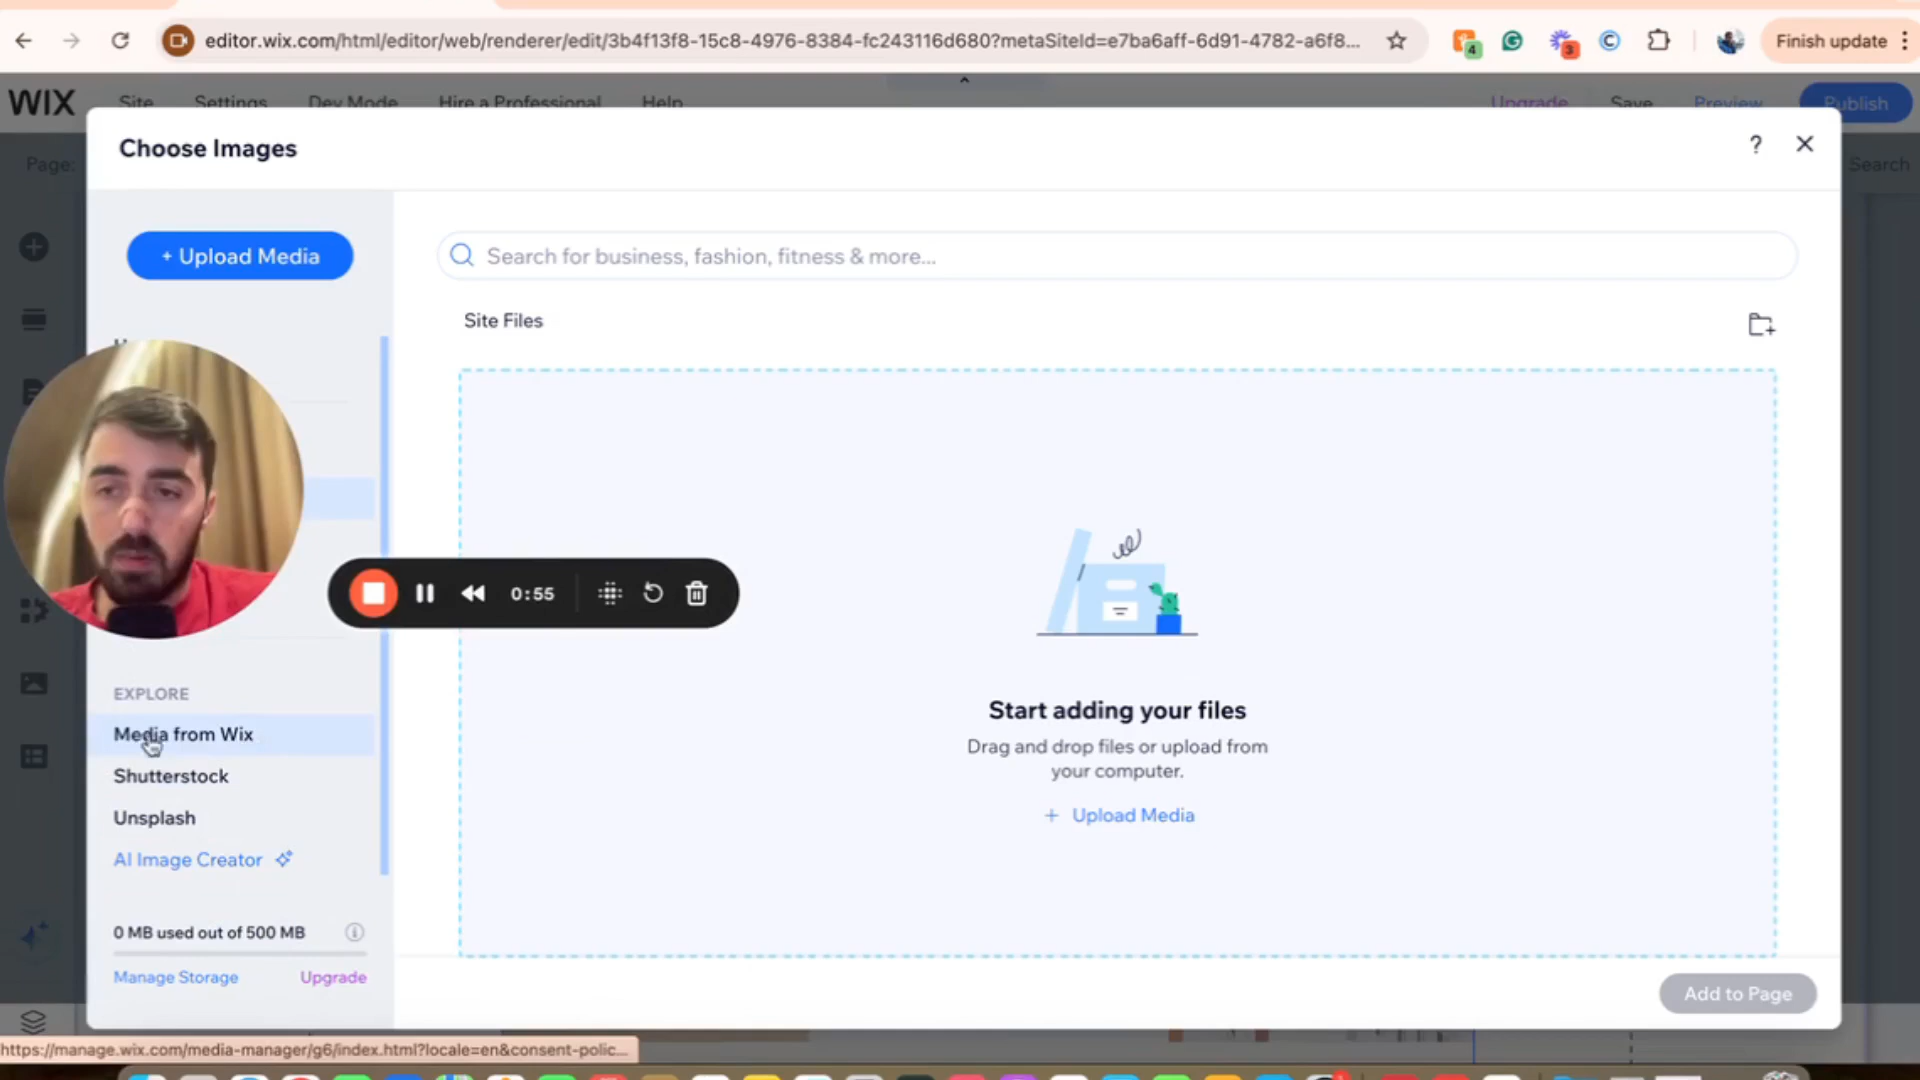 editor.wix.com/html/editor/web/renderer/edit/3b4f13f8-15c8-4976-8384-fc243116d680?metaSiteId=e7ba6aff-6d91-4782-a6f8...
4
3
Finish update
WIX
Site
Settings
Dev Mode
Hire a Professional
Help
Upgrade
Save
Preview
Publish
Page:
Search
Choose Images
?
+ Upload Media
Search for business, fashion, fitness & more...
Site Files
0:55
EXPLORE
Media from Wix
Shutterstock
Unsplash
AI Image Creator
Start adding your files
Drag and drop files or upload from
your computer.
+ Upload Media
0 MB used out of 500 MB
Manage Storage
Upgrade
Add to Page
https://manage.wix.com/media-manager/g6/index.html?locale=en&consent-polic...